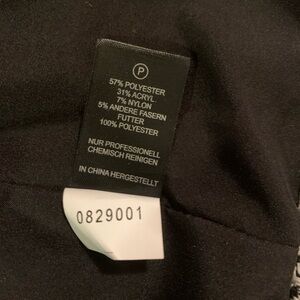 P
57% POLYESTER
31% ACRYL
7% NYLON
5% ANDERE FASERN
FUTTER
100% POLYESTER
NUR PROFESSIONELL
CHEMISCH REINIGEN
IN CHINA HERGESTELLT
0829001